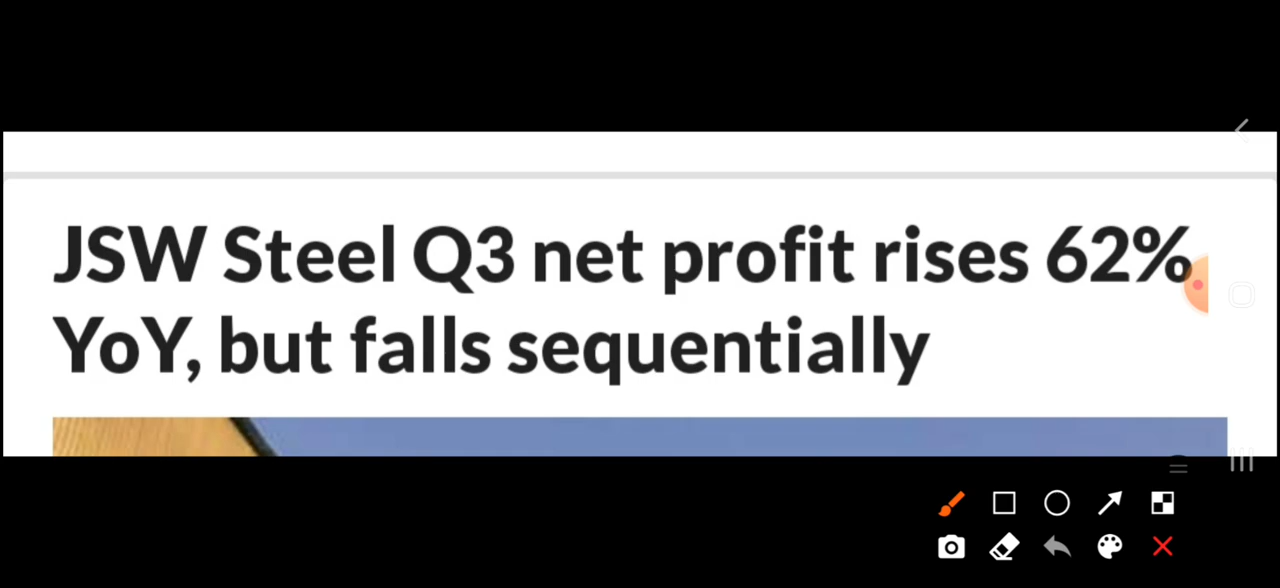 JSW Steel Q3 net profit rises 62%
YoY, but falls sequentially